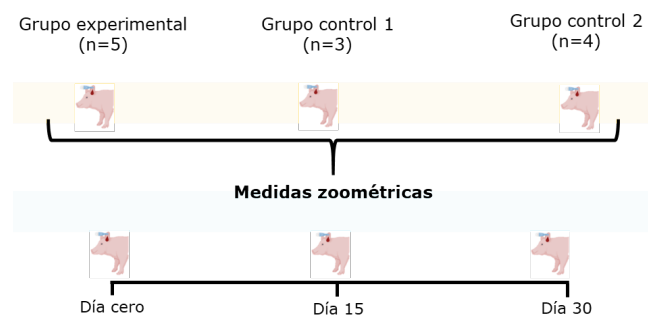 Grupo experimental
(n=5)
Grupo control 1
(n=3)
Grupo control 2
(n=4)
Medidas zoométricas
Día cero
Día 15
Día 30